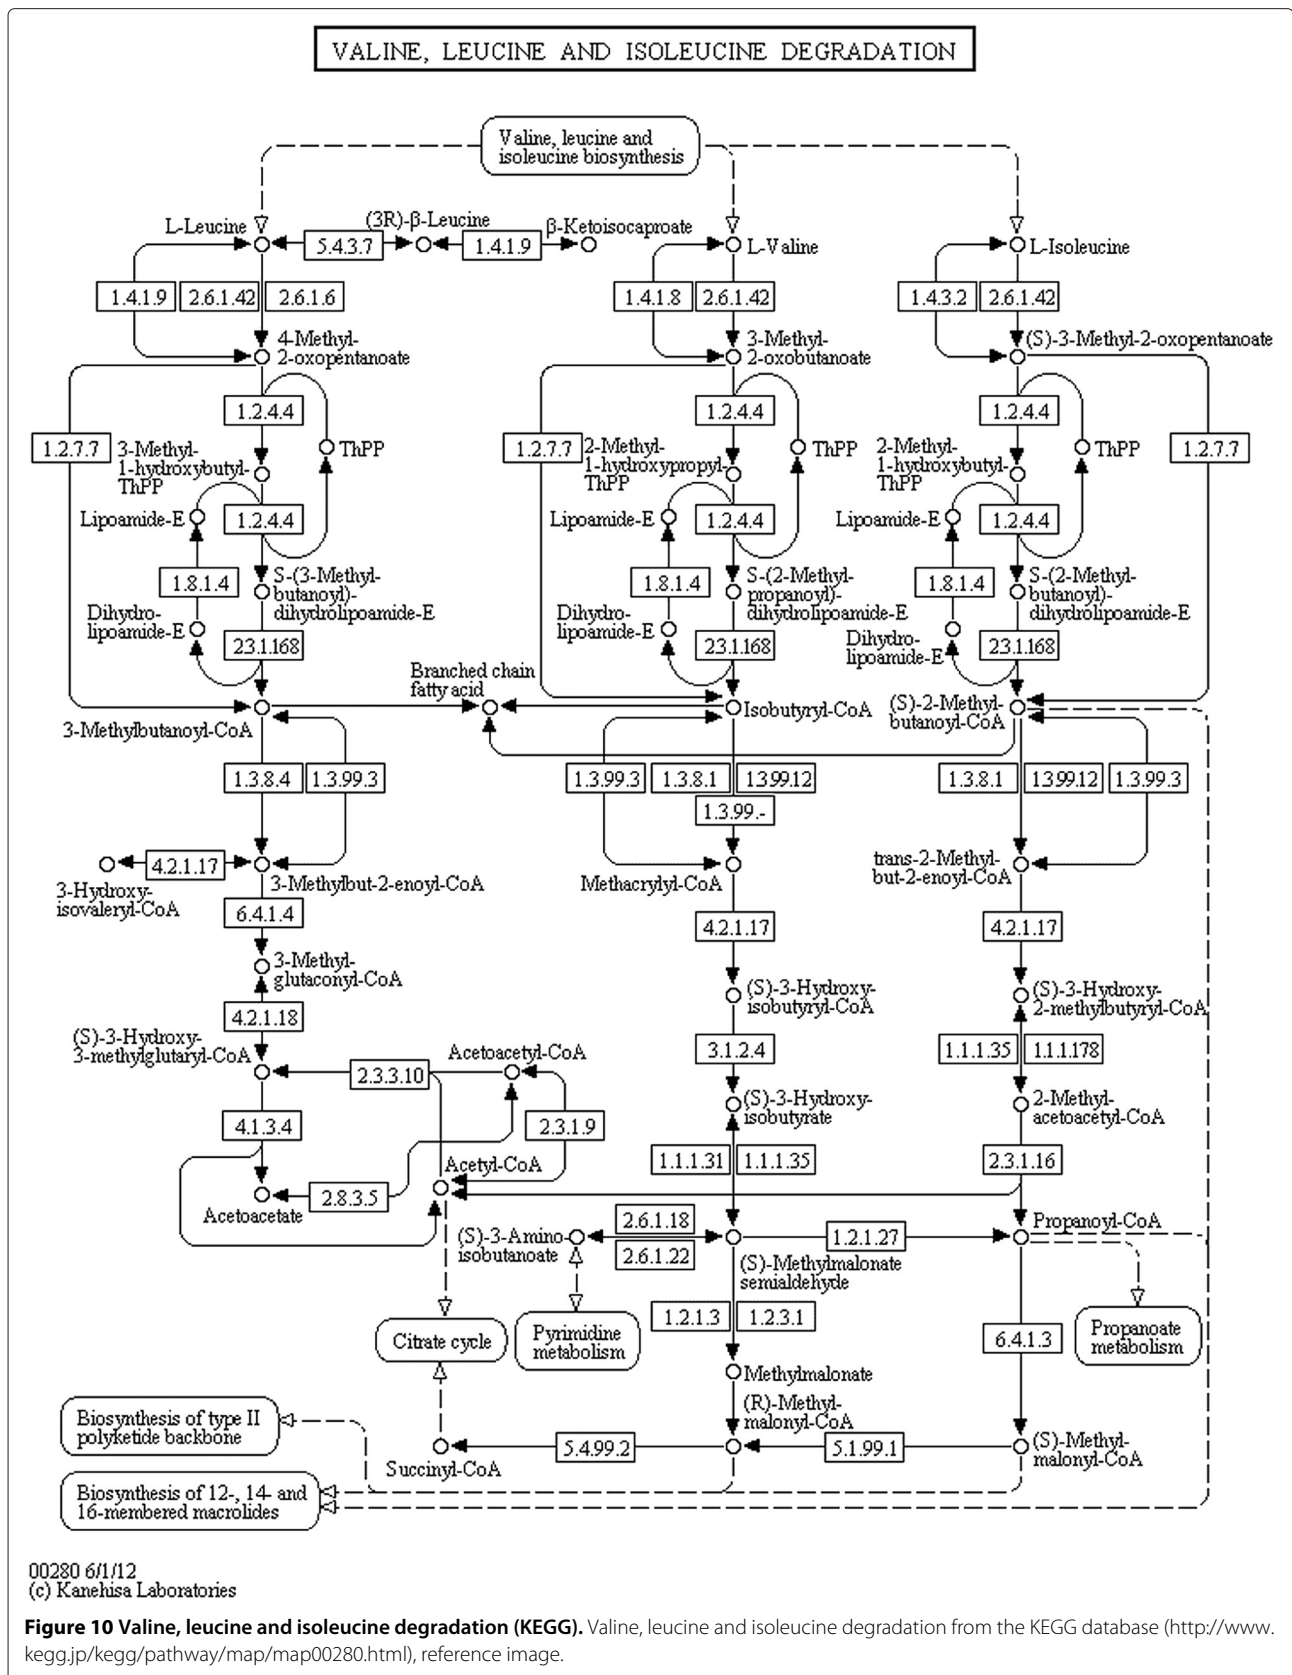 VALINE, LEUCINE AND ISOLEUCINE DEGRADATION
Valine, leucine and
isoleucine biosynthesis
L-Leucine
(3R)-β-Leucine
β-Ketoisocaproate
L-Valine
L-Isoleucine
5.4.3.7
1.4.1.9
1.4.1.9
2.6.1.42
2.6.1.6
1.4.1.8
2.6.1.42
1.4.3.2
2.6.1.42
4-Methyl-
2-oxopentanoate
3-Methyl-
2-oxobutanoate
(S)-3-Methyl-2-oxopentanoate
1.2.4.4
1.2.4.4
1.2.4.4
1.2.7.7
3-Methyl-
1-hydroxybutyl-
ThPP
ThPP
1.2.7.7
2-Methyl-
1-hydroxypropyl-
ThPP
ThPP
2-Methyl-
1-hydroxybutyl-
ThPP
ThPP
1.2.7.7
Lipoamide-E
1.2.4.4
Lipoamide-E
1.2.4.4
Lipoamide-E
1.2.4.4
1.8.1.4
S-(3-Methyl-
butanoyl)-
dihydrolipoamide-E
1.8.1.4
S-(2-Methyl-
propanoyl)-
dihydrolipoamide-E
1.8.1.4
S-(2-Methyl-
butanoyl)-
dihydrolipoamide-E
Dihydro-
lipoamide-E
2.3.1.168
Dihydro-
lipoamide-E
2.3.1.168
Dihydro-
lipoamide-E
2.3.1.168
Branched chain
fatty acid
3-Methylbutanoyl-CoA
Isobutyryl-CoA
(S)-2-Methyl-
butanoyl-CoA
1.3.8.4
1.3.99.3
1.3.99.3
1.3.8.1
1.3.99.12
1.3.99.-
1.3.8.1
1.3.99.12
1.3.99.3
4.2.1.17
3-Hydroxy-
isovaleryl-CoA
3-Methylbut-2-enoyl-CoA
Methacrylyl-CoA
trans-2-Methyl-
but-2-enoyl-CoA
6.4.1.4
4.2.1.17
4.2.1.17
3-Methyl-
glutaconyl-CoA
(S)-3-Hydroxy-
isobutyryl-CoA
(S)-3-Hydroxy-
2-methylbutyryl-CoA
4.2.1.18
(S)-3-Hydroxy-
3-methylglutaryl-CoA
2.3.3.10
Acetoacetyl-CoA
3.1.2.4
1.1.1.35
1.1.1.178
(S)-3-Hydroxy-
isobutyrate
2-Methyl-
acetoacetyl-CoA
4.1.3.4
2.3.1.9
1.1.1.31
1.1.1.35
2.3.1.16
Acetyl-CoA
2.8.3.5
Acetoacetate
(S)-3-Amino-
isobutanoate
2.6.1.18
2.6.1.22
1.2.1.27
Propanoyl-CoA
(S)-Methylmalonate
semialdehyde
1.2.1.3
1.2.3.1
6.4.1.3
Citrate cycle
Pyrimidine
metabolism
Propanoate
metabolism
Methylmalonate
(R)-Methyl-
malonyl-CoA
Biosynthesis of type II
polyketide backbone
Succinyl-CoA
5.4.99.2
5.1.99.1
(S)-Methyl-
malonyl-CoA
Biosynthesis of 12-, 14- and
16-membered macrolides
00280 6/1/12
(c) Kanehisa Laboratories
Figure 10 Valine, leucine and isoleucine degradation (KEGG). Valine, leucine and isoleucine degradation from the KEGG database (http://www.
kegg.jp/kegg/pathway/map/map00280.html), reference image.